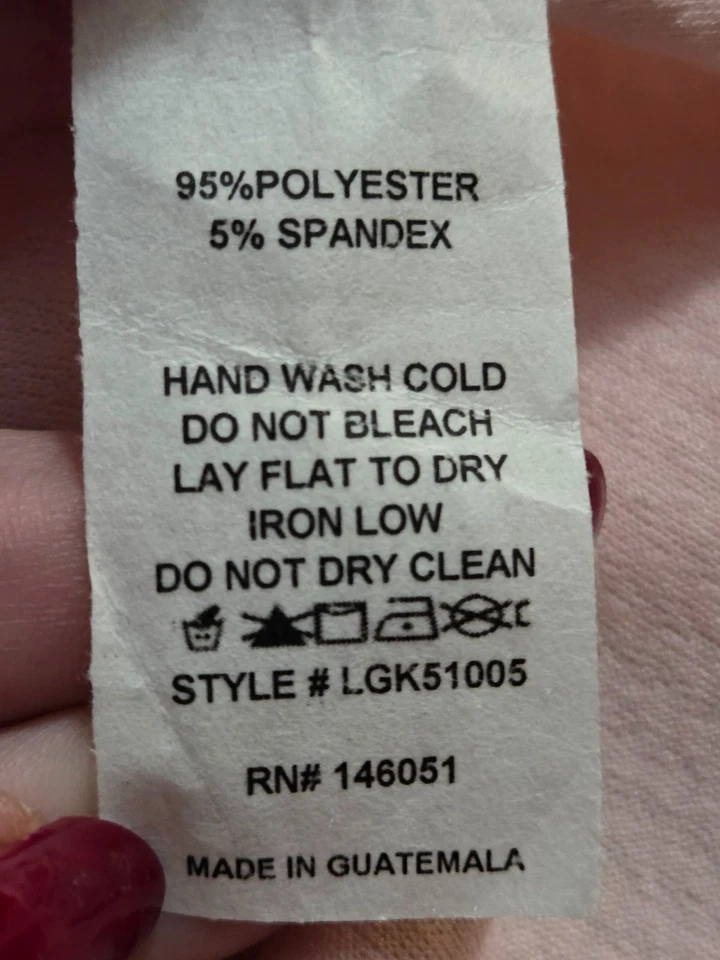 95%POLYESTER
5% SPANDEX
HAND WASH COLD
DO NOT BLEACH
LAY FLAT TO DRY
IRON LOW
DO NOT DRY CLEAN
STYLE # LGK51005
RN# 146051
MADE IN GUATEMALA